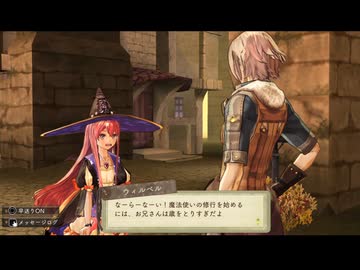 ウィルベル
なーらーなーい！魔法使いの修行を始める
には、お兄さんは歳をとりすぎだよ
早送りON
メッセージログ